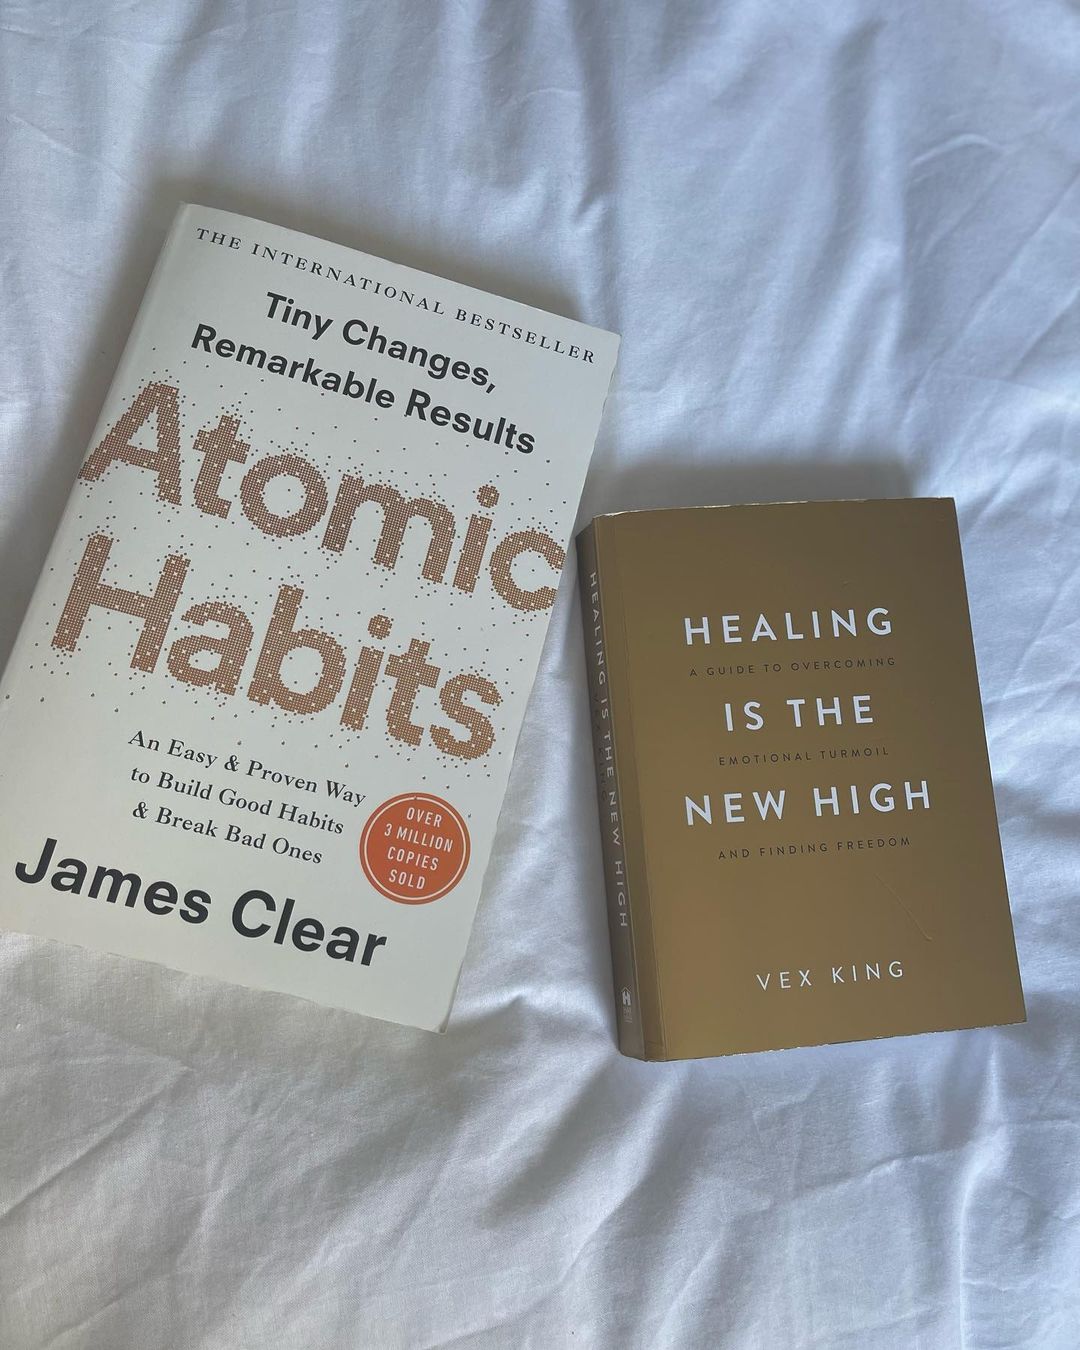 THE INTERNATIONAL BESTSELLER
Tiny Changes,
Remarkable Results
Atomic
Habits
An Easy & Proven Way
to Build Good Habits
& Break Bad Ones
OVER
3 MILLION
COPIES
SOLD
James Clear
HEALING IS THE NEW HIGH
VEX KING
HEALING
A GUIDE TO OVERCOMING
IS THE
EMOTIONAL TURMOIL
NEW HIGH
AND FINDING FREEDOM
VEX KING